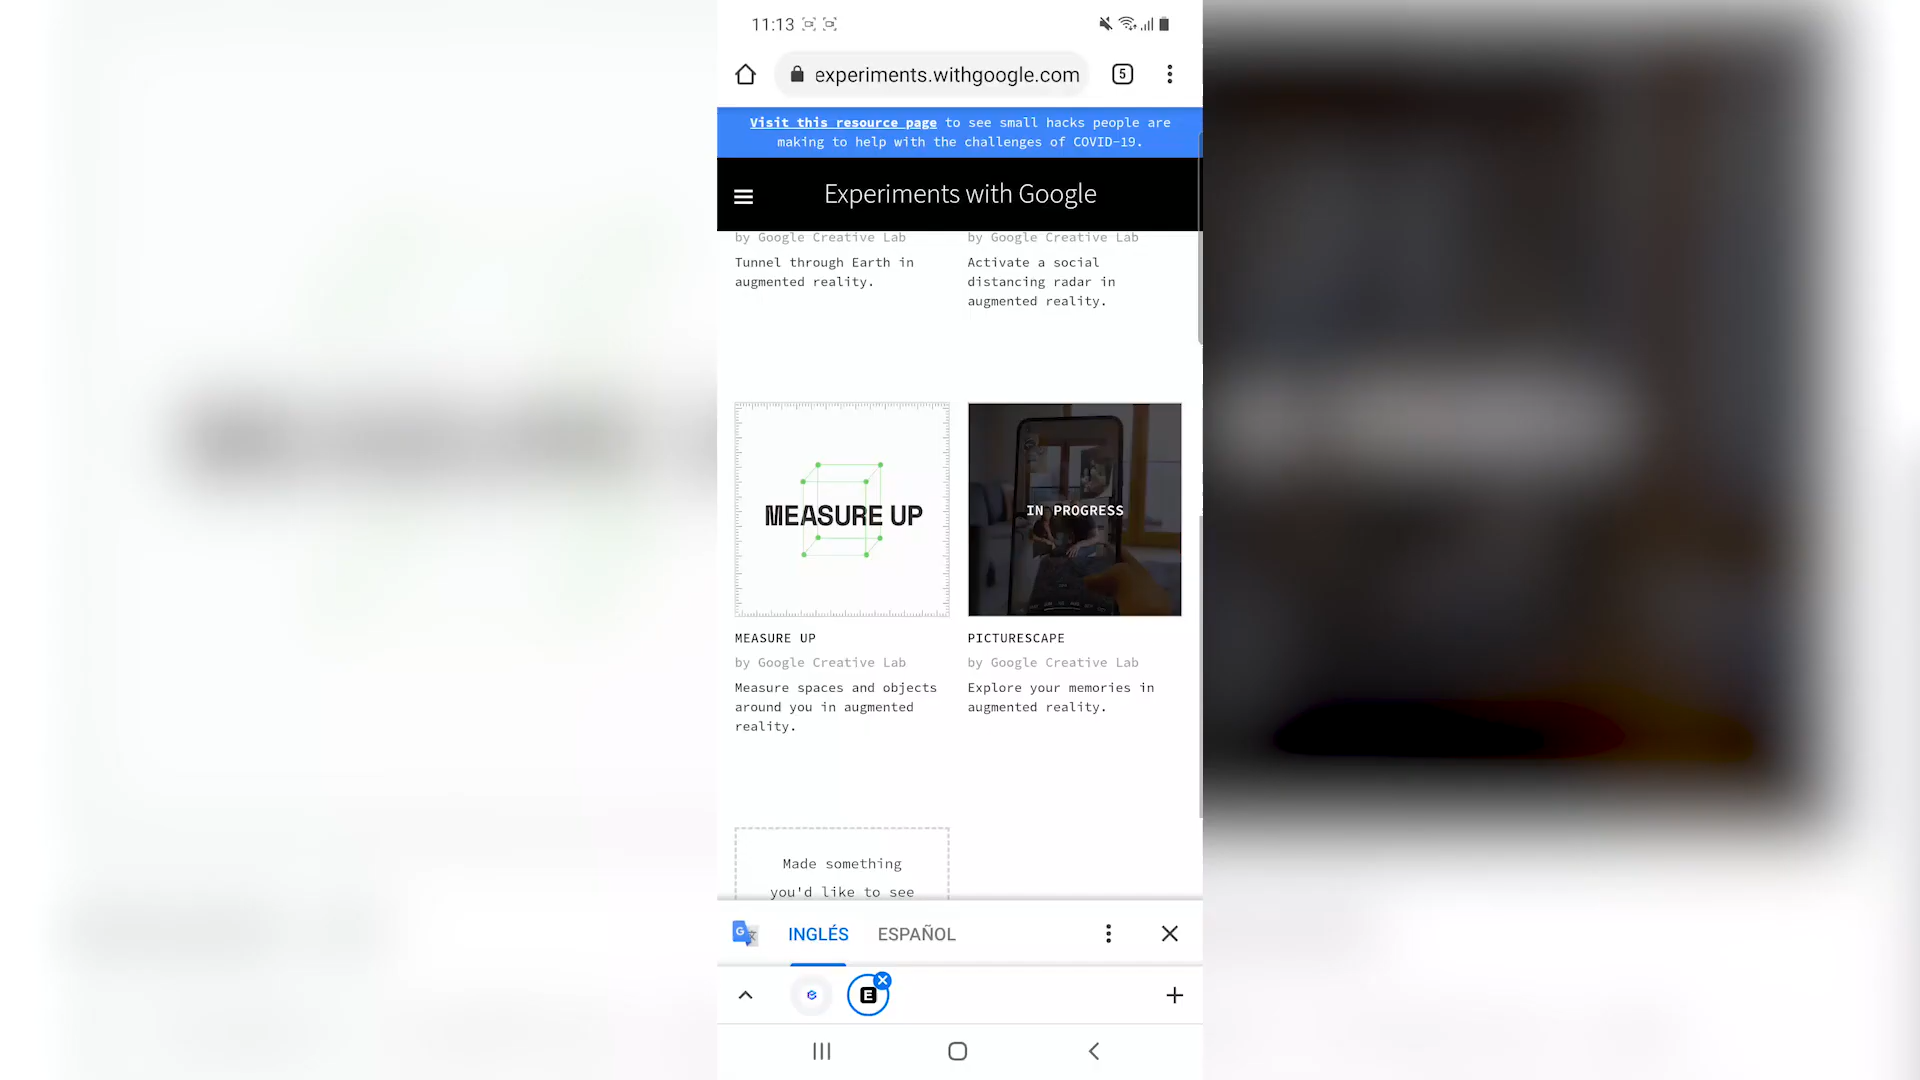 11:13
experiments.withgoogle.com
5
Visit this resource page to see small hacks people are
making to help with the challenges of COVID-19.
Experiments with Google
by Google Creative Lab
Tunnel through Earth in
augmented reality.
by Google Creative Lab
Activate a social
distancing radar in
augmented reality.
MEASURE UP
MEASURE UP
by Google Creative Lab
Measure spaces and objects
around you in augmented
reality.
IN PROGRESS
PICTURESCAPE
by Google Creative Lab
Explore your memories in
augmented reality.
Made something
you'd like to see
G
INGLÉS
ESPAÑOL
E